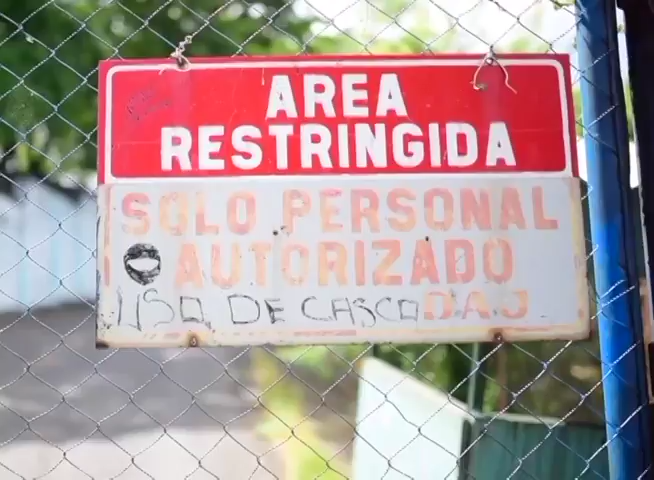 AREA
RESTRINGIDA
SOLO PERSONAL
AUTORIZADO
USO DE CASCO D.A.J.